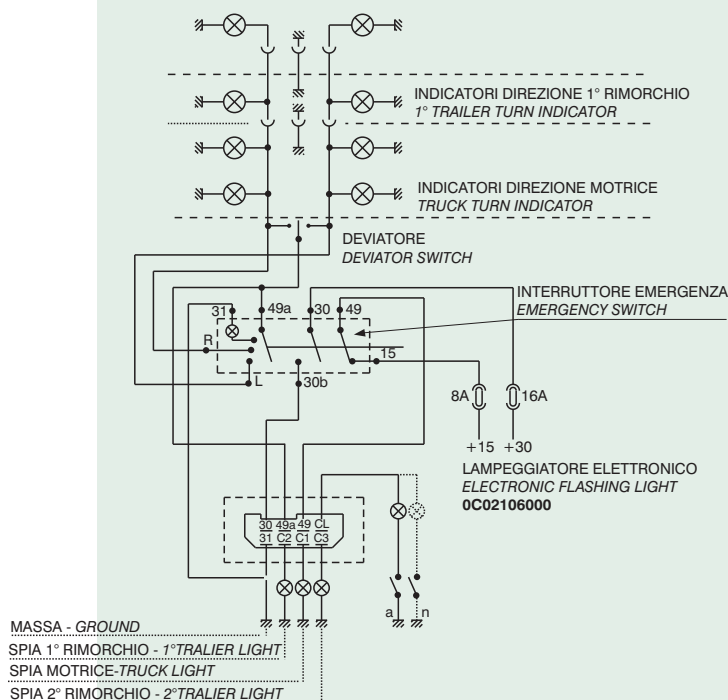 INDICATORI DIREZIONE 1° RIMORCHIO
1° TRAILER TURN INDICATOR
INDICATORI DIREZIONE MOTRICE
TRUCK TURN INDICATOR
DEVIATORE
DEVIATOR SWITCH
INTERRUTTORE EMERGENZA
EMERGENCY SWITCH
31 49a 30 49
R 15
L 30b
8A 16A
+15 +30
LAMPEGGIATORE ELETTRONICO
ELECTRONIC FLASHING LIGHT
0C02106000
30 49a 49 CL
31 C2 C1 C3
a n
MASSA - GROUND
SPIA 1° RIMORCHIO - 1°TRALIER LIGHT
SPIA MOTRICE-TRUCK LIGHT
SPIA 2° RIMORCHIO - 2°TRALIER LIGHT